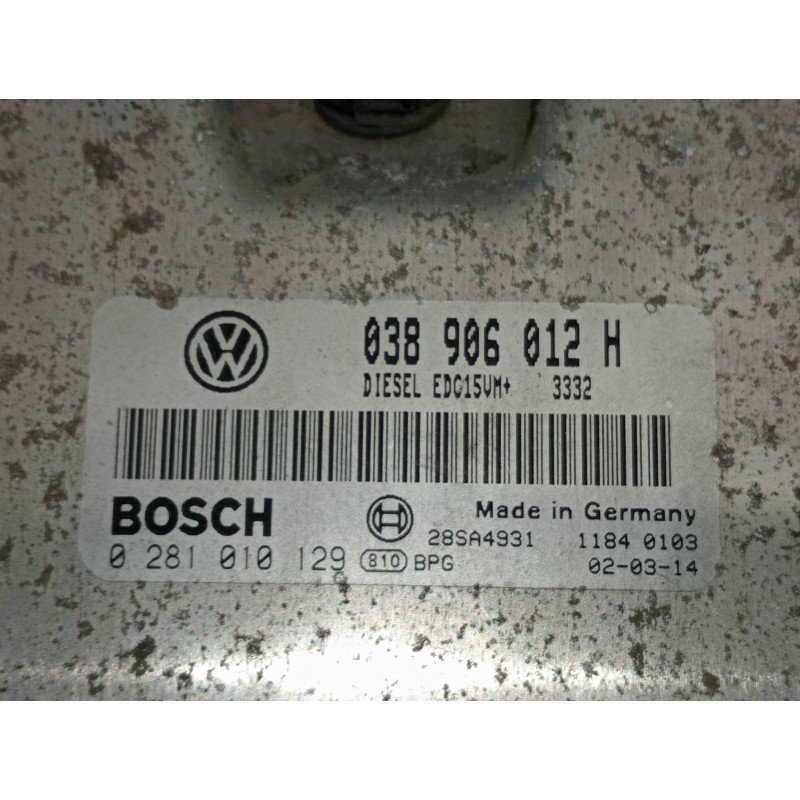 038 906 012 H
DIESEL EDC15VM+ 3332
BOSCH
Made in Germany
28SA4931 1184 0103
0 281 010 129 810 BPG 02-03-14